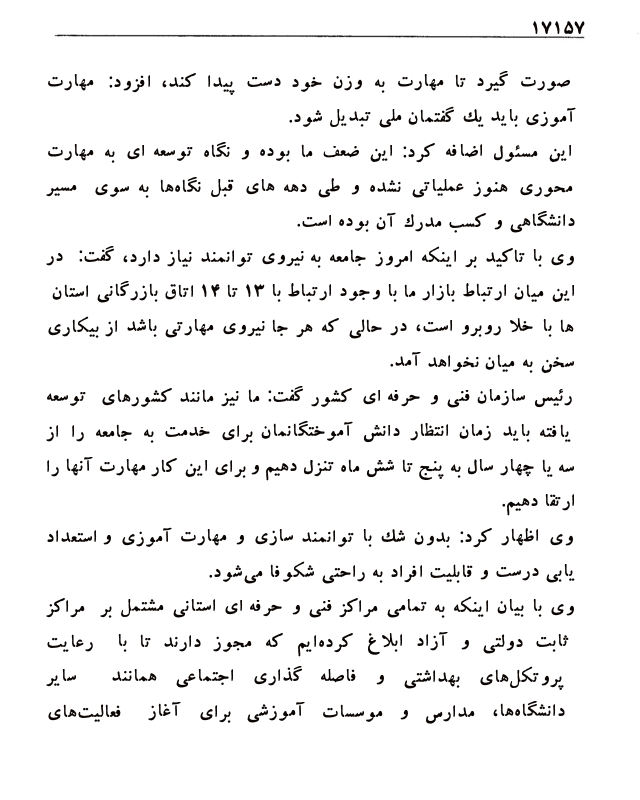 ۱۷۱۵۷
صورت گیرد تا مهارت به وزن خود دست پیدا کند، افزود: مهارت
آموزی باید یك گفتمان ملی تبدیل شود.
این مسئول اضافه کرد: این ضعف ما بوده و نگاه توسعه ای به مهارت
محوری هنوز عملیاتی نشده و طی دهه های قبل نگاه‌ها به سوی مسیر
دانشگاهی و کسب مدرك آن بوده است.
وی با تاکید بر اینکه امروز جامعه به نیروی توانمند نیاز دارد، گفت: در
این میان ارتباط بازار ما با وجود ارتباط با ۱۳ تا ۱۴ اتاق بازرگانی استان
ها با خلا روبرو است، در حالی که هر جا نیروی مهارتی باشد از بیکاری
سخن به میان نخواهد آمد.
رئیس سازمان فنی و حرفه ای کشور گفت: ما نیز مانند کشورهای توسعه
یافته باید زمان انتظار دانش آموختگانمان برای خدمت به جامعه را از
سه یا چهار سال به پنج تا شش ماه تنزل دهیم و برای این کار مهارت آنها را
ارتقا دهیم.
وی اظهار کرد: بدون شك با توانمند سازی و مهارت آموزی و استعداد
یابی درست و قابلیت افراد به راحتی شکوفا می‌شود.
وی با بیان اینکه به تمامی مراکز فنی و حرفه ای استانی مشتمل بر مراکز
ثابت دولتی و آزاد ابلاغ کرده‌ایم که مجوز دارند تا با رعایت
پروتکل‌های بهداشتی و فاصله گذاری اجتماعی همانند سایر
دانشگاه‌ها، مدارس و موسسات آموزشی برای آغاز فعالیت‌های